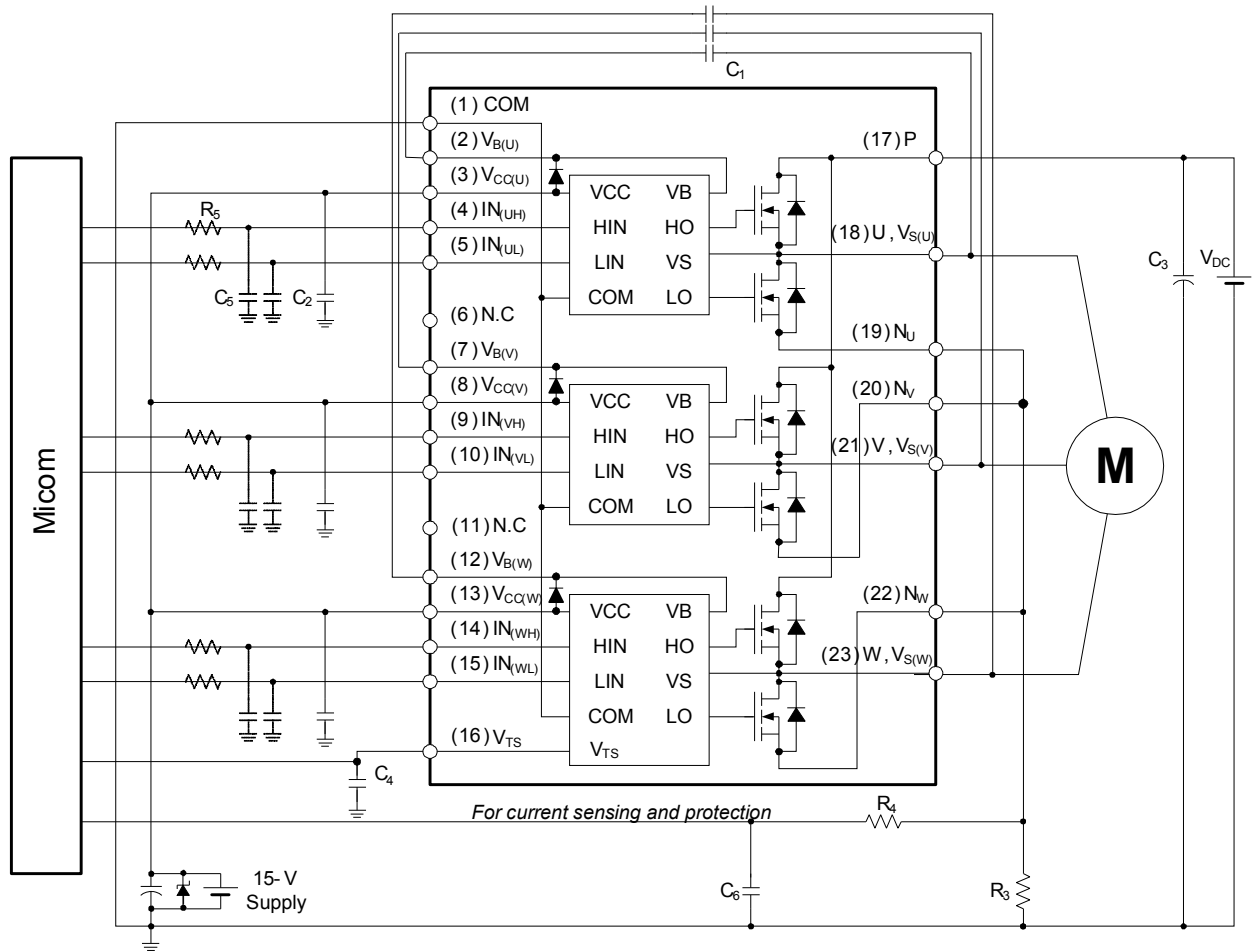 C1
(1) COM
(2) VB(U)
(3) VCC(U)
(4) IN(UH)
(5) IN(UL)
(6) N.C
(7) VB(V)
(8) VCC(V)
(9) IN(VH)
(10) IN(VL)
(11) N.C
(12) VB(W)
(13) VCC(W)
(14) IN(WH)
(15) IN(WL)
(16) VTS
VCC VB
HIN HO
LIN VS
COM LO
VCC VB
HIN HO
LIN VS
COM LO
VCC VB
HIN HO
LIN VS
COM LO
VTS
(17) P
(18) U, VS(U)
(19) NU
(20) NV
(21) V, VS(V)
(22) NW
(23) W, VS(W)
Micom
R5
C5
C2
C4
C3
VDC
M
For current sensing and protection
R4
C6
R3
15-V
Supply